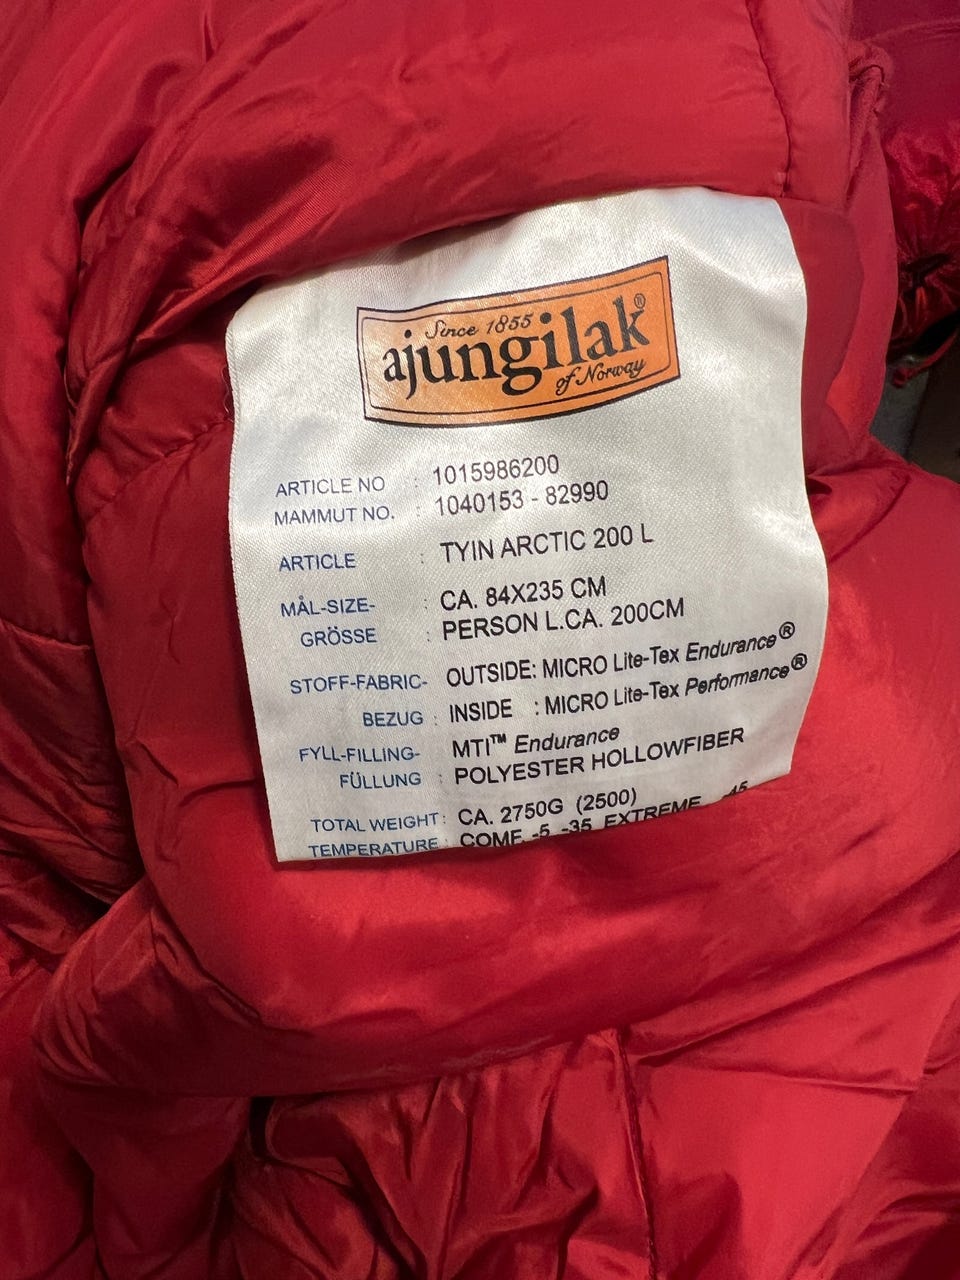 Since 1855
ajungilak®
of Norway
ARTICLE NO : 1015986200
MAMMUT NO. : 1040153 - 82990
ARTICLE : TYIN ARCTIC 200 L
MÅL-SIZE- : CA. 84X235 CM
GRÖSSE : PERSON L.CA. 200CM
STOFF-FABRIC- OUTSIDE: MICRO Lite-Tex Endurance®
BEZUG : INSIDE : MICRO Lite-Tex Performance®
FYLL-FILLING- MTI™ Endurance
FÜLLUNG : POLYESTER HOLLOWFIBER
TOTAL WEIGHT: CA. 2750G (2500)
TEMPERATURE : COMF. -5 -35 EXTREME -45